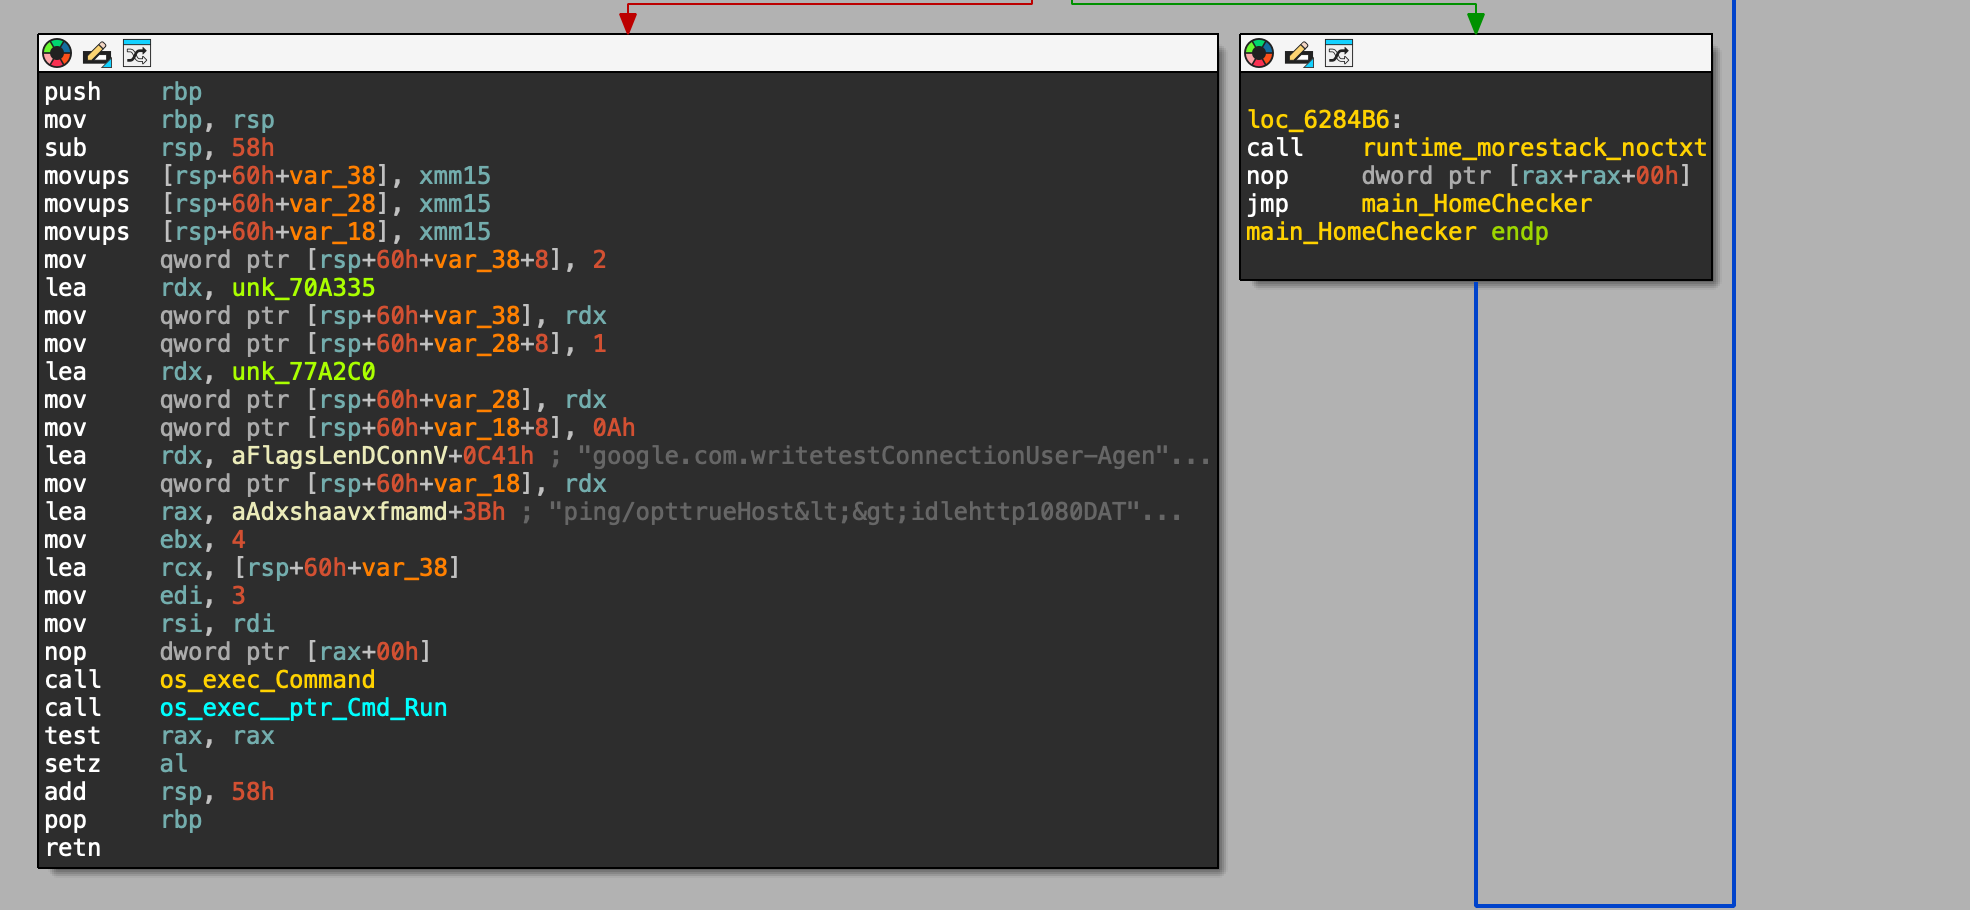 push rbp
mov rbp, rsp
sub rsp, 58h
movups [rsp+60h+var_38], xmm15
movups [rsp+60h+var_28], xmm15
movups [rsp+60h+var_18], xmm15
mov qword ptr [rsp+60h+var_38+8], 2
lea rdx, unk_70A335
mov qword ptr [rsp+60h+var_38], rdx
mov qword ptr [rsp+60h+var_28+8], 1
lea rdx, unk_77A2C0
mov qword ptr [rsp+60h+var_28], rdx
mov qword ptr [rsp+60h+var_18+8], 0Ah
lea rdx, aFlagsLenDConnV+0C41h ; "google.com.writetestConnectionUser-Agen"...
mov qword ptr [rsp+60h+var_18], rdx
lea rax, aAdxshaavxfmamd+3Bh ; "ping/opttrueHost&lt;&gt;idlehttp1080DAT"...
mov ebx, 4
lea rcx, [rsp+60h+var_38]
mov edi, 3
mov rsi, rdi
nop dword ptr [rax+00h]
call os_exec_Command
call os_exec__ptr_Cmd_Run
test rax, rax
setz al
add rsp, 58h
pop rbp
retn
loc_6284B6:
call runtime_morestack_noctxt
nop dword ptr [rax+rax+00h]
jmp main_HomeChecker
main_HomeChecker endp